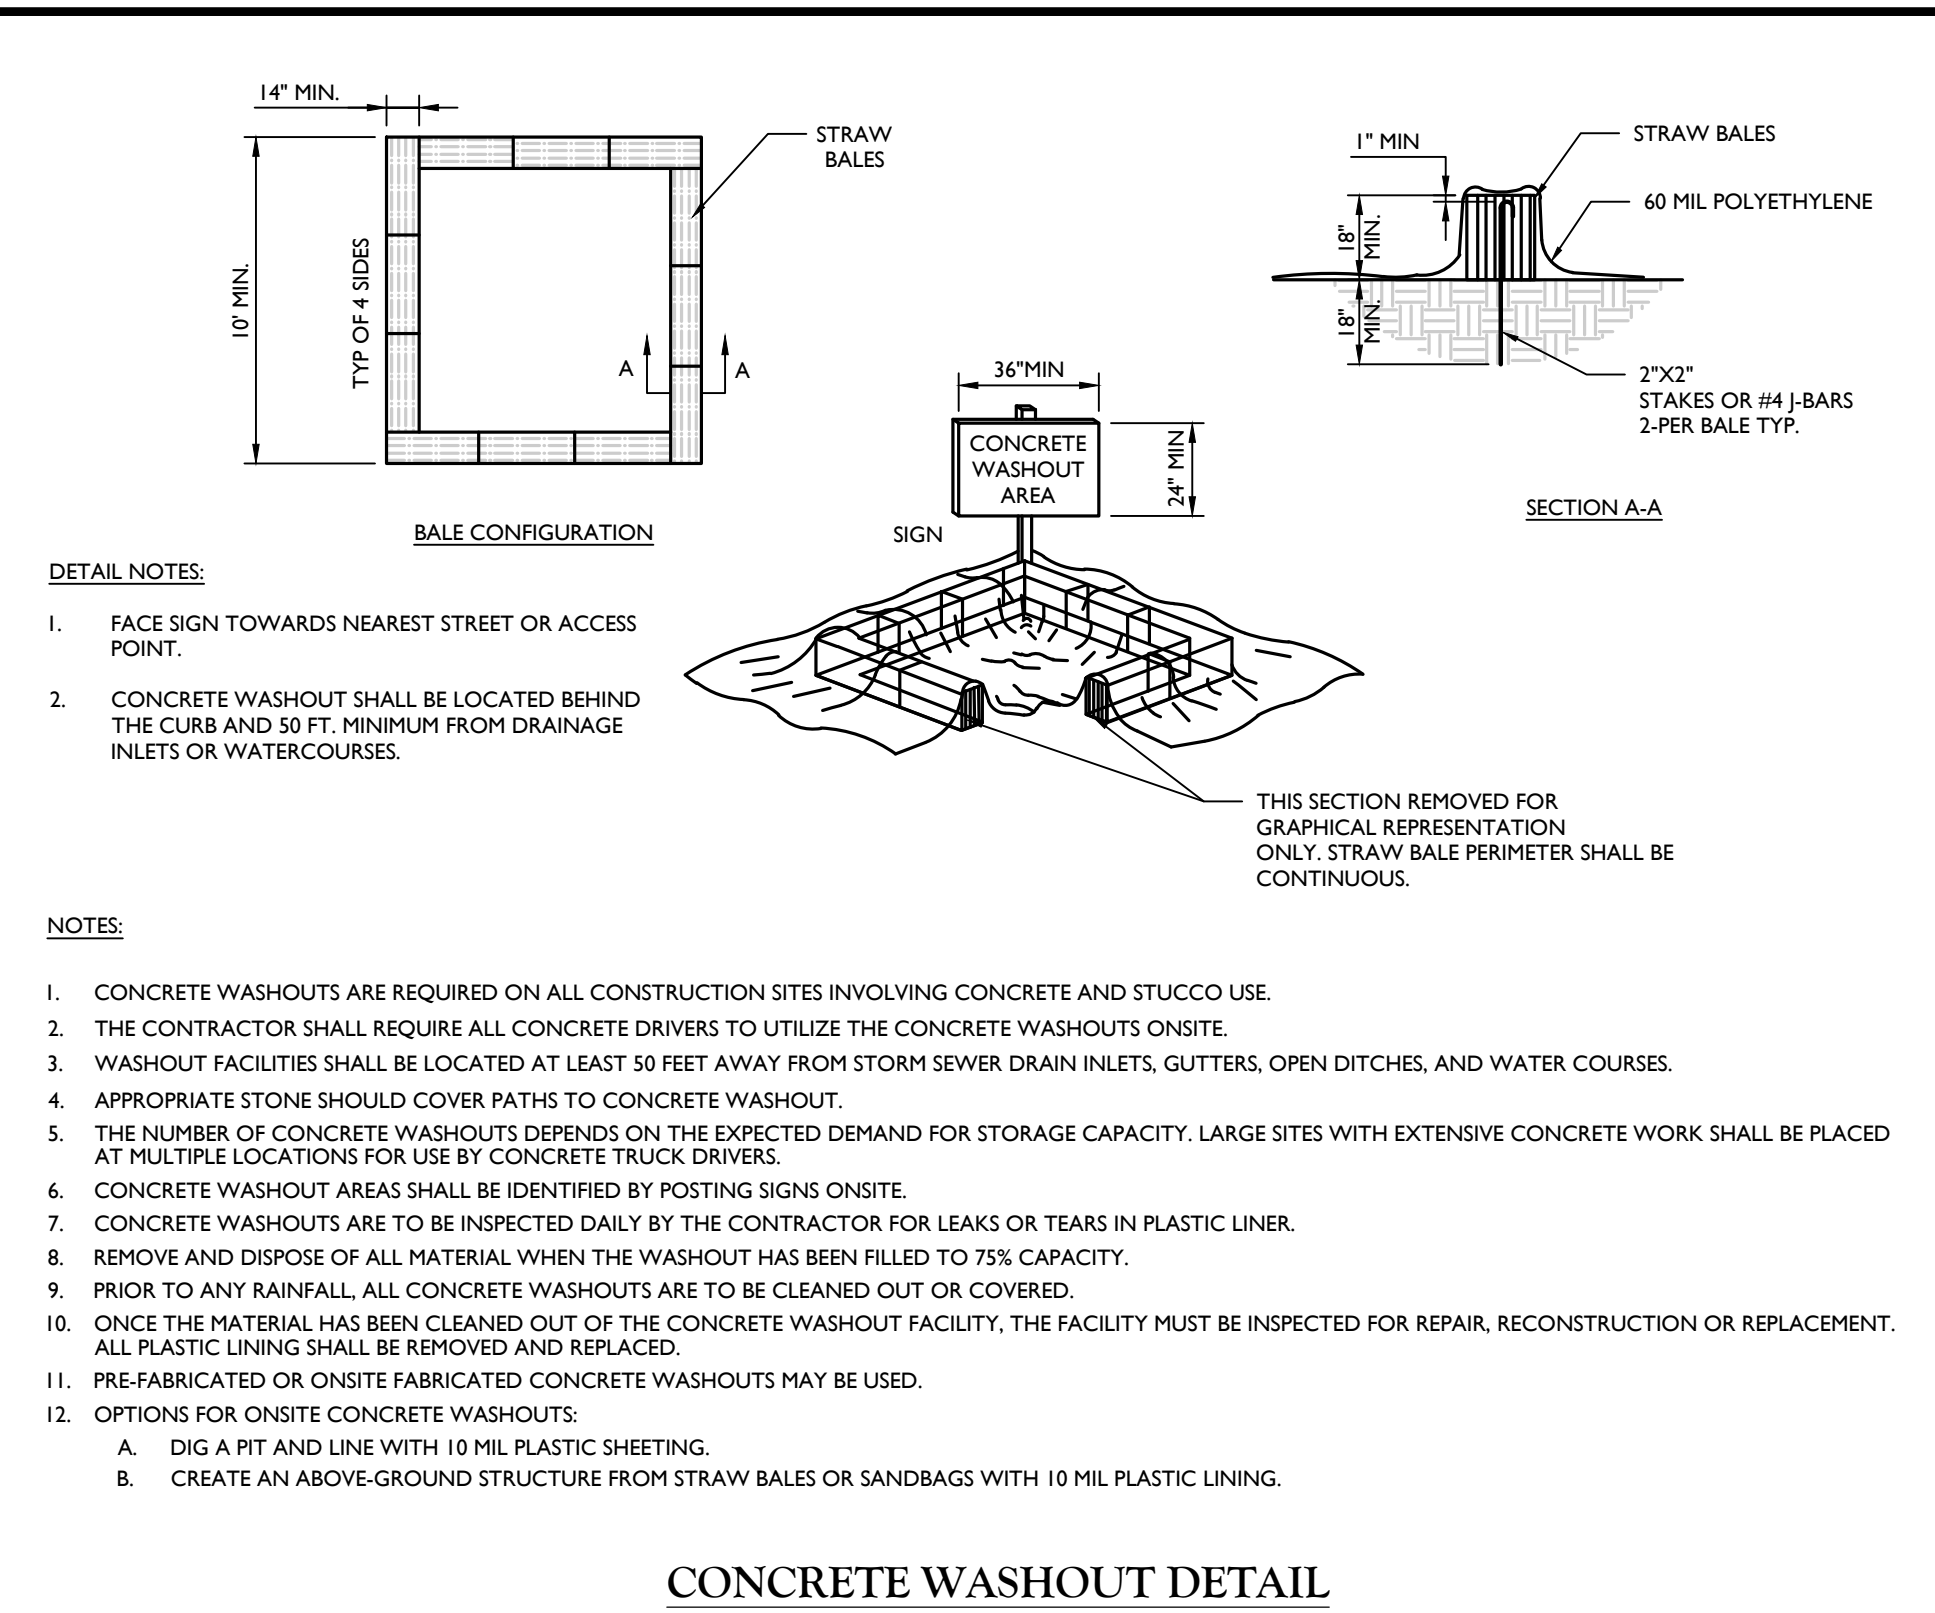 14" MIN.
10' MIN.
TYP OF 4 SIDES
STRAW
BALES
A
A
BALE CONFIGURATION
1" MIN
18"
MIN.
18"
MIN.
STRAW BALES
60 MIL POLYETHYLENE
2"X2"
STAKES OR #4 J-BARS
2-PER BALE TYP.
SECTION A-A
36"MIN
24" MIN
CONCRETE
WASHOUT
AREA
SIGN
THIS SECTION REMOVED FOR
GRAPHICAL REPRESENTATION
ONLY. STRAW BALE PERIMETER SHALL BE
CONTINUOUS.
DETAIL NOTES:
1. FACE SIGN TOWARDS NEAREST STREET OR ACCESS
POINT.
2. CONCRETE WASHOUT SHALL BE LOCATED BEHIND
THE CURB AND 50 FT. MINIMUM FROM DRAINAGE
INLETS OR WATERCOURSES.
NOTES:
1. CONCRETE WASHOUTS ARE REQUIRED ON ALL CONSTRUCTION SITES INVOLVING CONCRETE AND STUCCO USE.
2. THE CONTRACTOR SHALL REQUIRE ALL CONCRETE DRIVERS TO UTILIZE THE CONCRETE WASHOUTS ONSITE.
3. WASHOUT FACILITIES SHALL BE LOCATED AT LEAST 50 FEET AWAY FROM STORM SEWER DRAIN INLETS, GUTTERS, OPEN DITCHES, AND WATER COURSES.
4. APPROPRIATE STONE SHOULD COVER PATHS TO CONCRETE WASHOUT.
5. THE NUMBER OF CONCRETE WASHOUTS DEPENDS ON THE EXPECTED DEMAND FOR STORAGE CAPACITY. LARGE SITES WITH EXTENSIVE CONCRETE WORK SHALL BE PLACED
AT MULTIPLE LOCATIONS FOR USE BY CONCRETE TRUCK DRIVERS.
6. CONCRETE WASHOUT AREAS SHALL BE IDENTIFIED BY POSTING SIGNS ONSITE.
7. CONCRETE WASHOUTS ARE TO BE INSPECTED DAILY BY THE CONTRACTOR FOR LEAKS OR TEARS IN PLASTIC LINER.
8. REMOVE AND DISPOSE OF ALL MATERIAL WHEN THE WASHOUT HAS BEEN FILLED TO 75% CAPACITY.
9. PRIOR TO ANY RAINFALL, ALL CONCRETE WASHOUTS ARE TO BE CLEANED OUT OR COVERED.
10. ONCE THE MATERIAL HAS BEEN CLEANED OUT OF THE CONCRETE WASHOUT FACILITY, THE FACILITY MUST BE INSPECTED FOR REPAIR, RECONSTRUCTION OR REPLACEMENT.
ALL PLASTIC LINING SHALL BE REMOVED AND REPLACED.
11. PRE-FABRICATED OR ONSITE FABRICATED CONCRETE WASHOUTS MAY BE USED.
12. OPTIONS FOR ONSITE CONCRETE WASHOUTS:
A. DIG A PIT AND LINE WITH 10 MIL PLASTIC SHEETING.
B. CREATE AN ABOVE-GROUND STRUCTURE FROM STRAW BALES OR SANDBAGS WITH 10 MIL PLASTIC LINING.
CONCRETE WASHOUT DETAIL